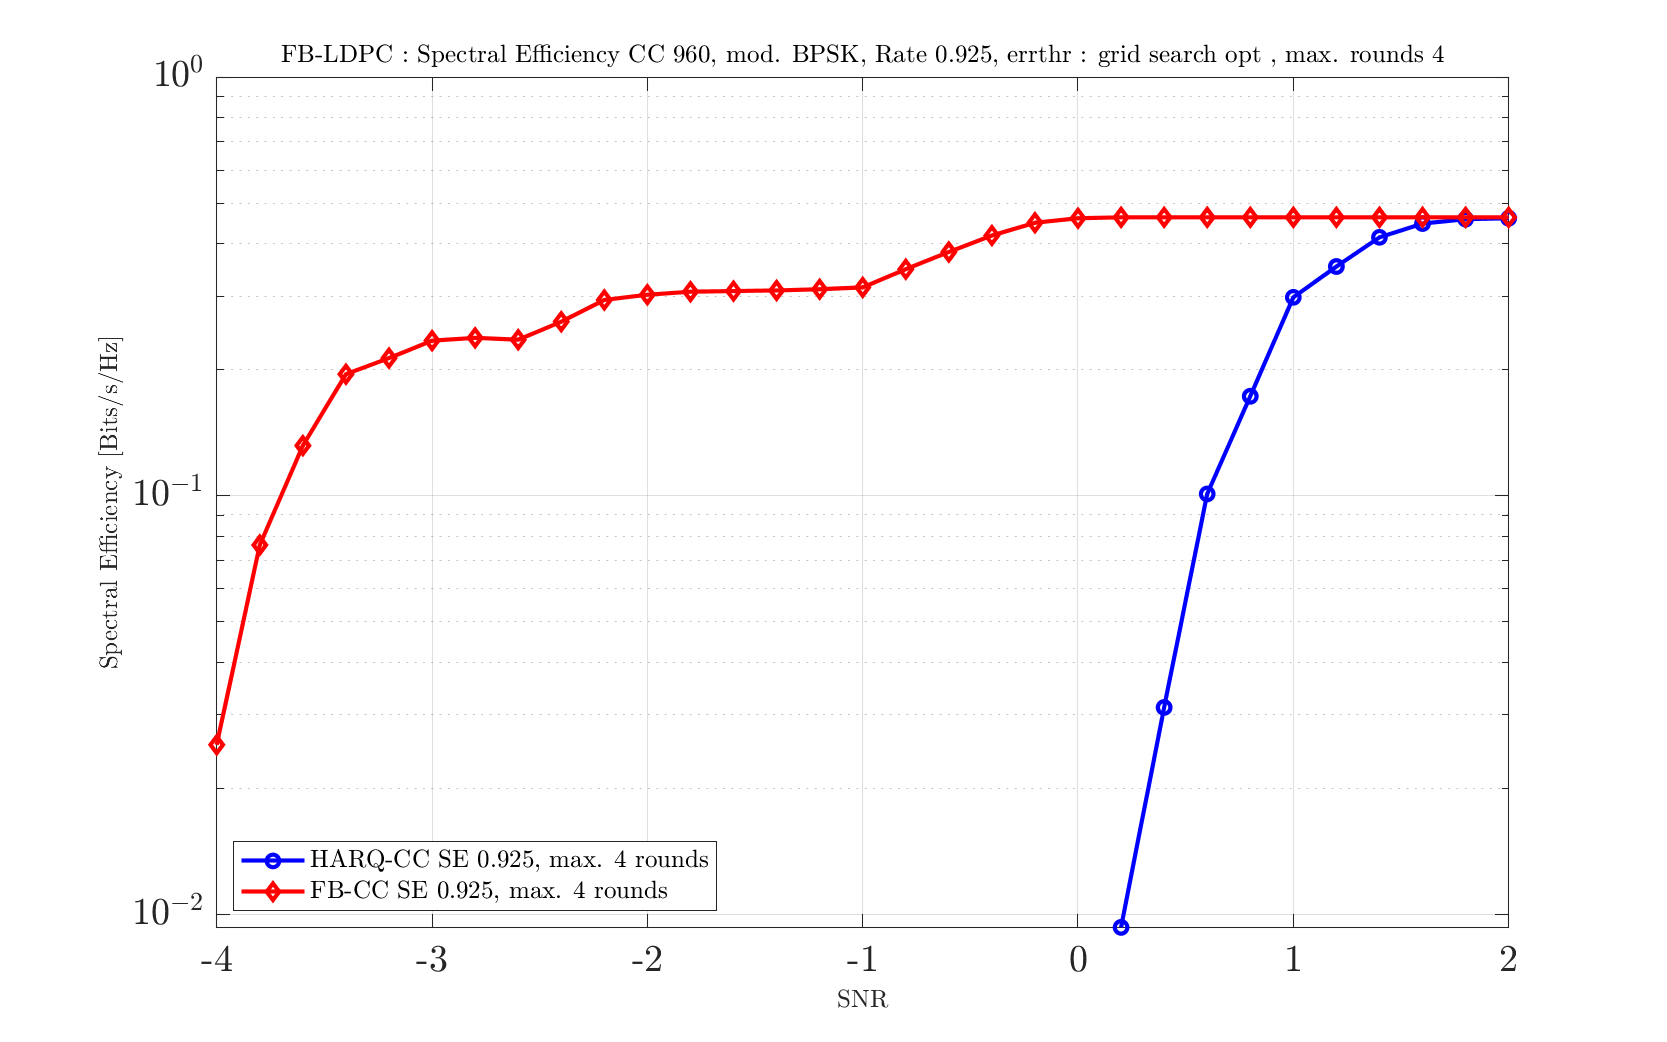 FB-LDPC : Spectral Efficiency CC 960, mod. BPSK, Rate 0.925, errthr : grid search opt , max. rounds 4
10^0
10^-1
10^-2
Spectral Efficiency [Bits/s/Hz]
HARQ-CC SE 0.925, max. 4 rounds
FB-CC SE 0.925, max. 4 rounds
-4 -3 -2 -1 0 1 2
SNR